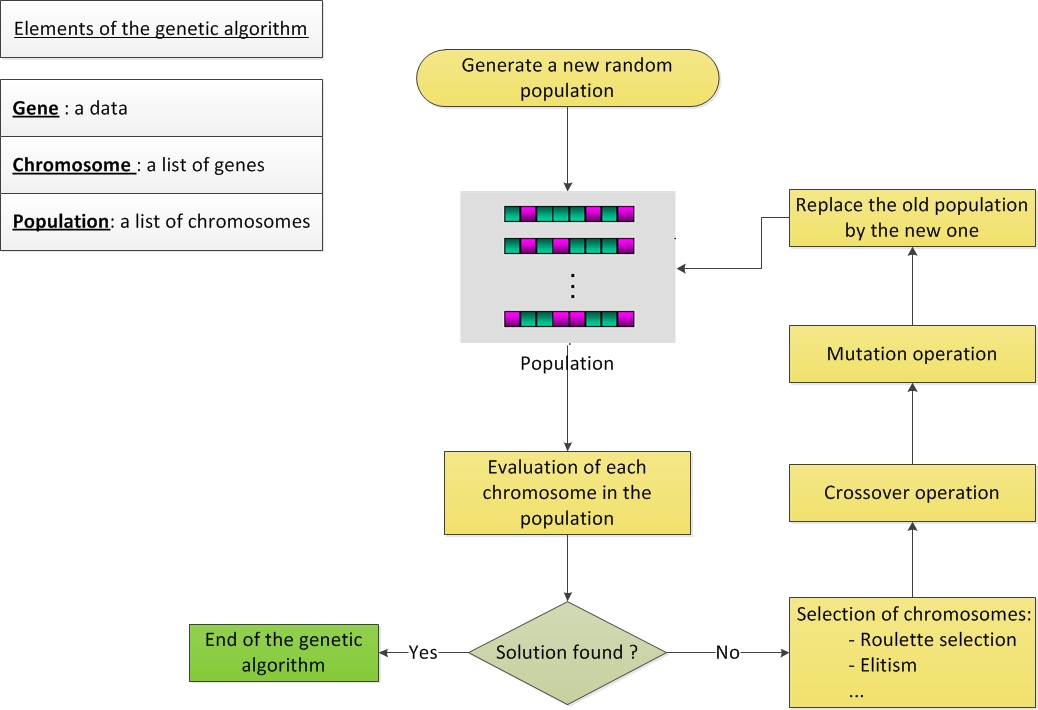 Elements of the genetic algorithm
Gene : a data
Chromosome : a list of genes
Population: a list of chromosomes
Generate a new random
population
Population
Evaluation of each
chromosome in the
population
Solution found ?
Yes
End of the genetic
algorithm
No
Selection of chromosomes:
- Roulette selection
- Elitism
...
Crossover operation
Mutation operation
Replace the old population
by the new one